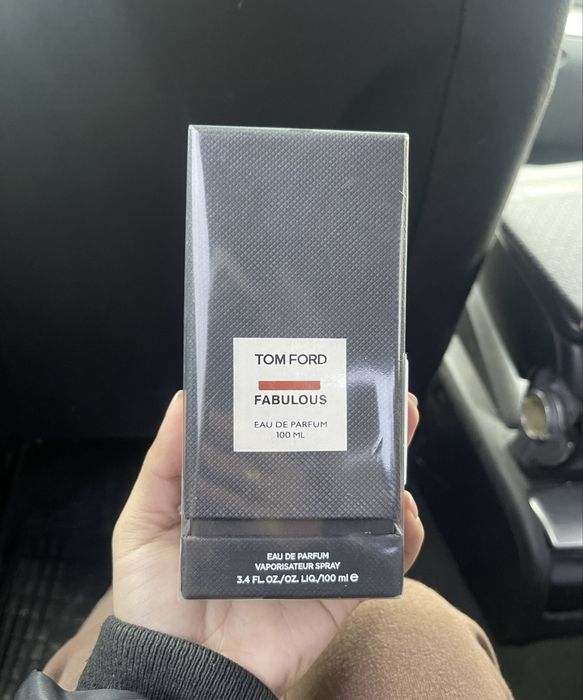 TOM FORD
FABULOUS
EAU DE PARFUM
100 ML
EAU DE PARFUM
VAPORISATEUR SPRAY
3.4 FL. OZ./OZ. LIQ./100 ml ℮